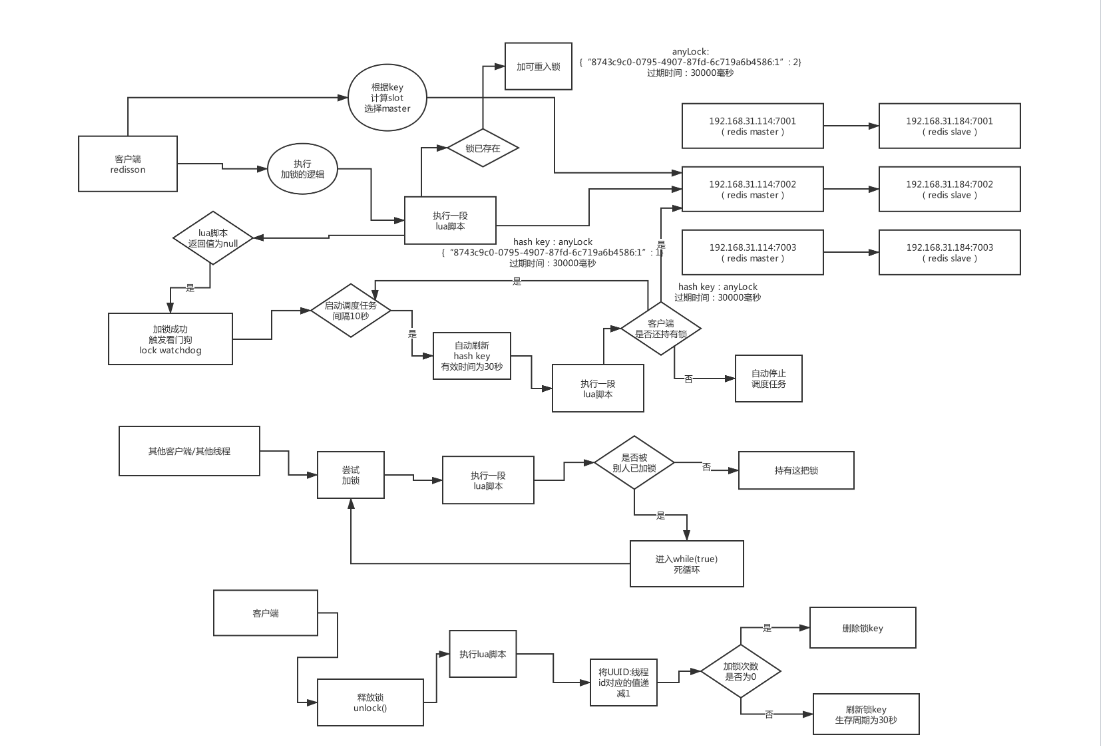 加可重入锁
anyLock:
{ “8743c9c0-0795-4907-87fd-6c719a6b4586:1” : 2}
过期时间：30000毫秒
根据key
计算slot
选择master
192.168.31.114:7001
( redis master )
192.168.31.184:7001
( redis slave )
客户端
redisson
执行
加锁的逻辑
锁已存在
192.168.31.114:7002
( redis master )
192.168.31.184:7002
( redis slave )
执行一段
lua脚本
lua脚本
返回值为null
hash key：anyLock
{ “8743c9c0-0795-4907-87fd-6c719a6b4586:1” : 1}
过期时间：30000毫秒
是
192.168.31.114:7003
( redis master )
192.168.31.184:7003
( redis slave )
是
是
hash key：anyLock
过期时间：30000毫秒
加锁成功
触发看门狗
lock watchdog
启动调度任务
间隔10秒
是
自动刷新
hash key
有效时间为30秒
客户端
是否还持有锁
执行一段
lua脚本
否
自动停止
调度任务
其他客户端/其他线程
尝试
加锁
执行一段
lua脚本
是否被
别人已加锁
否
持有这把锁
是
进入while(true)
死循环
客户端
释放锁
unlock()
执行lua脚本
将UUID:线程
id对应的值递
减1
加锁次数
是否为0
是
删除锁key
否
刷新锁key
生存周期为30秒